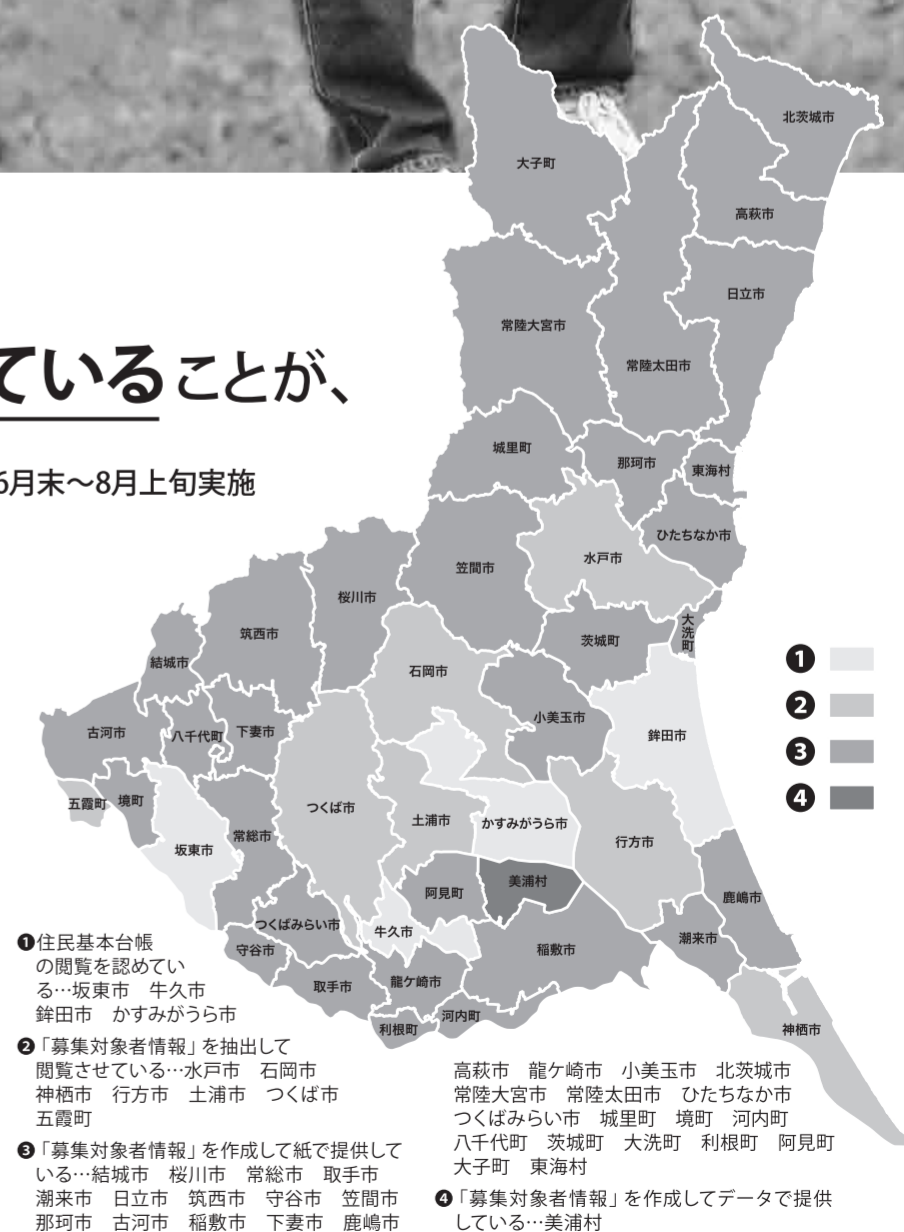 ていることが、
6月末～8月上旬実施
大子町
北茨城市
高萩市
日立市
常陸大宮市
常陸太田市
城里町
那珂市
東海村
ひたちなか市
水戸市
笠間市
桜川市
筑西市
結城市
茨城町
大洗町
石岡市
小美玉市
鉾田市
古河市
八千代町
下妻市
五霞町
境町
坂東市
常総市
つくば市
土浦市
かすみがうら市
行方市
阿見町
美浦村
鹿嶋市
つくばみらい市
牛久市
潮来市
守谷市
稲敷市
取手市
龍ケ崎市
利根町
河内町
神栖市
❶
❷
❸
❹
❶住民基本台帳
の閲覧を認めてい
る…坂東市 牛久市
鉾田市 かすみがうら市
❷「募集対象者情報」を抽出して
閲覧させている…水戸市 石岡市
神栖市 行方市 土浦市 つくば市
五霞町
❸「募集対象者情報」を作成して紙で提供して
いる…結城市 桜川市 常総市 取手市
潮来市 日立市 筑西市 守谷市 笠間市
那珂市 古河市 稲敷市 下妻市 鹿嶋市
高萩市 龍ケ崎市 小美玉市 北茨城市
常陸大宮市 常陸太田市 ひたちなか市
つくばみらい市 城里町 境町 河内町
八千代町 茨城町 大洗町 利根町 阿見町
大子町 東海村
❹「募集対象者情報」を作成してデータで提供
している…美浦村